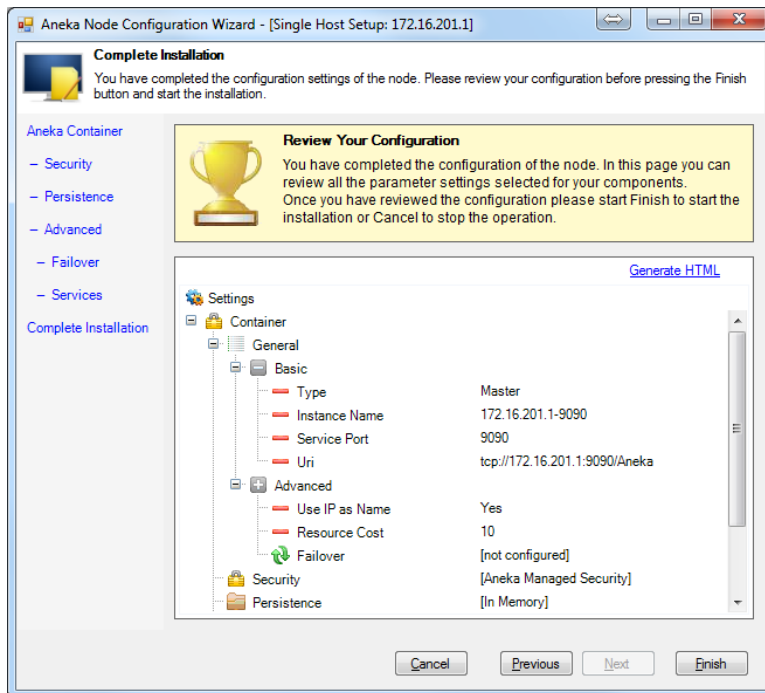 Aneka Node Configuration Wizard - [Single Host Setup: 172.16.201.1]
Complete Installation
You have completed the configuration settings of the node. Please review your configuration before pressing the Finish
button and start the installation.
Aneka Container
– Security
– Persistence
– Advanced
– Failover
– Services
Complete Installation
Review Your Configuration
You have completed the configuration of the node. In this page you can
review all the parameter settings selected for your components.
Once you have reviewed the configuration please start Finish to start the
installation or Cancel to stop the operation.
Generate HTML
Settings
Container
General
Basic
Type Master
Instance Name 172.16.201.1-9090
Service Port 9090
Uri tcp://172.16.201.1:9090/Aneka
Advanced
Use IP as Name Yes
Resource Cost 10
Failover [not configured]
Security [Aneka Managed Security]
Persistence [In Memory]
Cancel Previous Next Finish